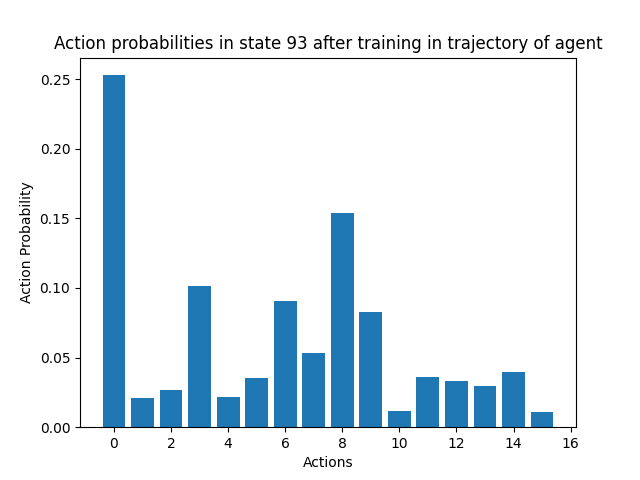 Action probabilities in state 93 after training in trajectory of agent
0.25
0.20
0.15
0.10
0.05
0.00
Action Probability
0 2 4 6 8 10 12 14 16
Actions